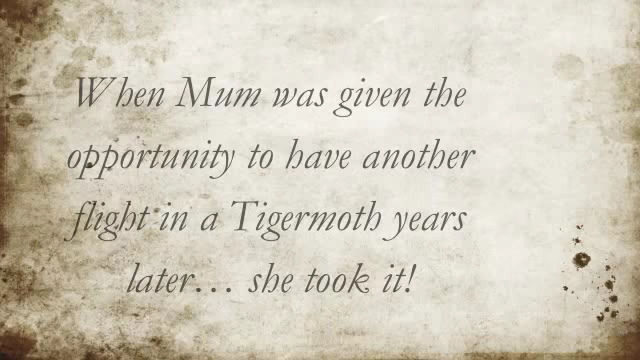 When Mum was given the
opportunity to have another
flight in a Tigermoth years
later... she took it!